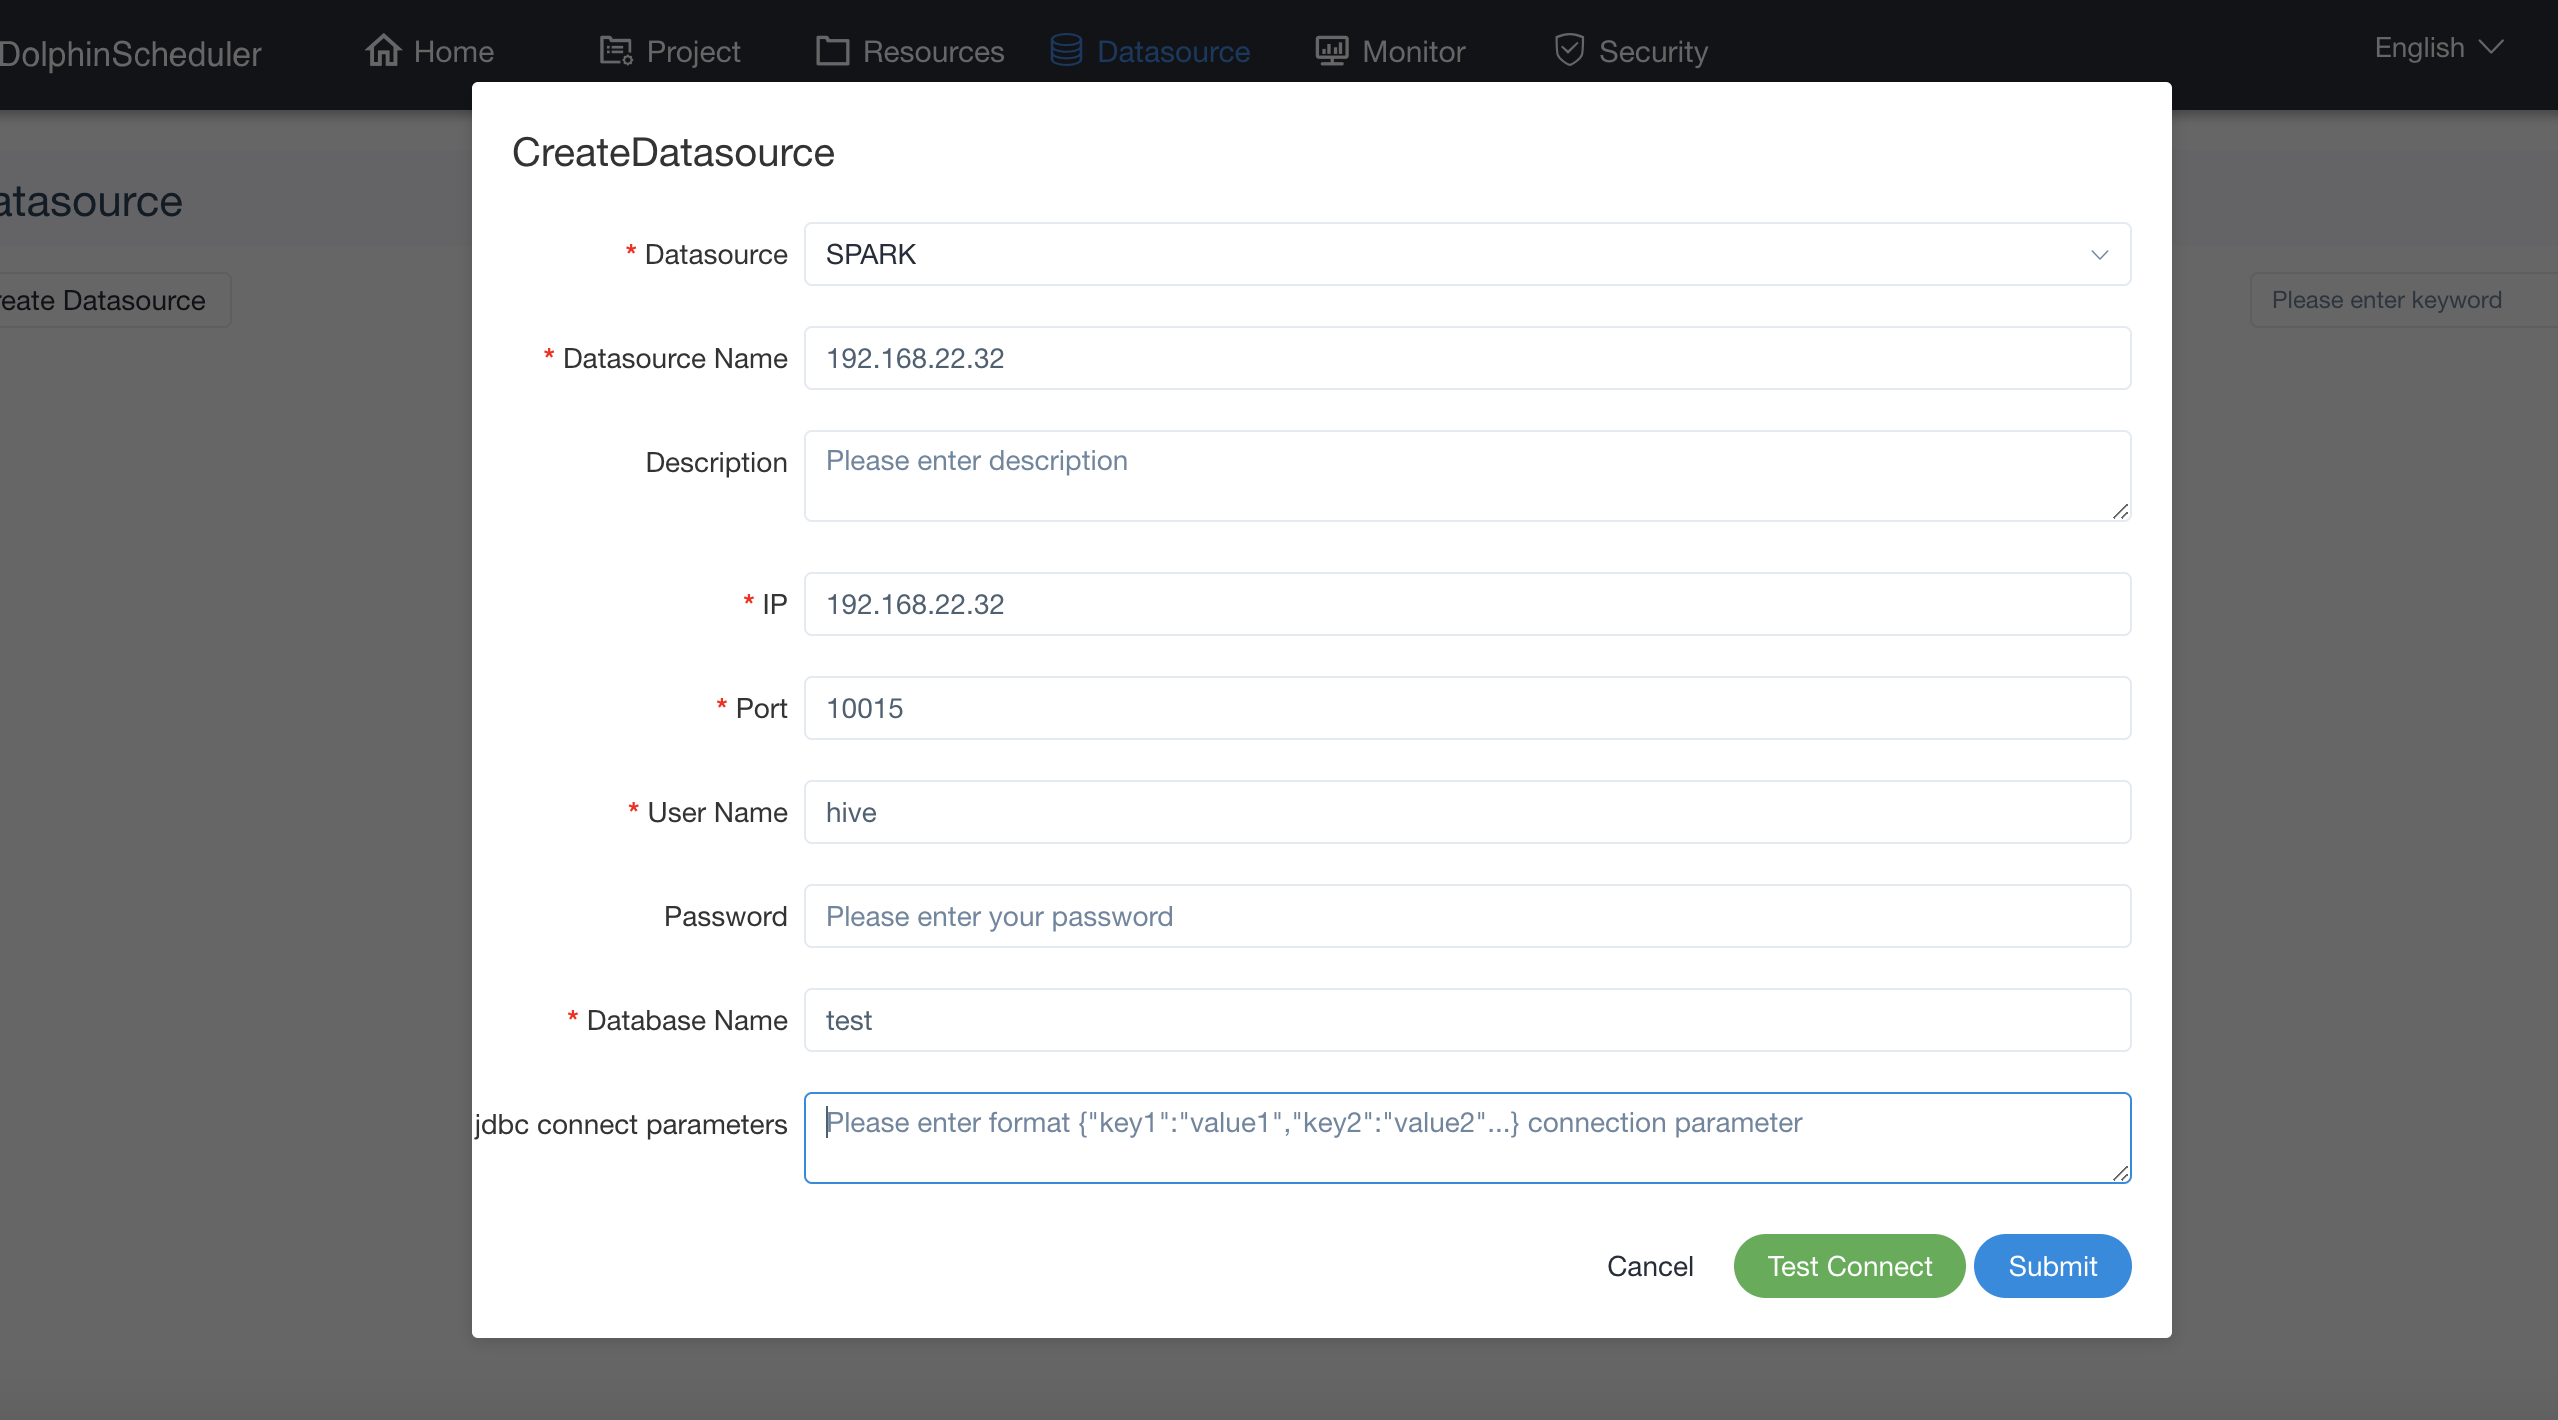 DolphinScheduler Home Project Resources Datasource Monitor Security English
CreateDatasource
atasource
* Datasource SPARK
eate Datasource
Please enter keyword
* Datasource Name 192.168.22.32
Description Please enter description
* IP 192.168.22.32
* Port 10015
* User Name hive
Password Please enter your password
* Database Name test
jdbc connect parameters Please enter format {"key1":"value1","key2":"value2"...} connection parameter
Cancel Test Connect Submit